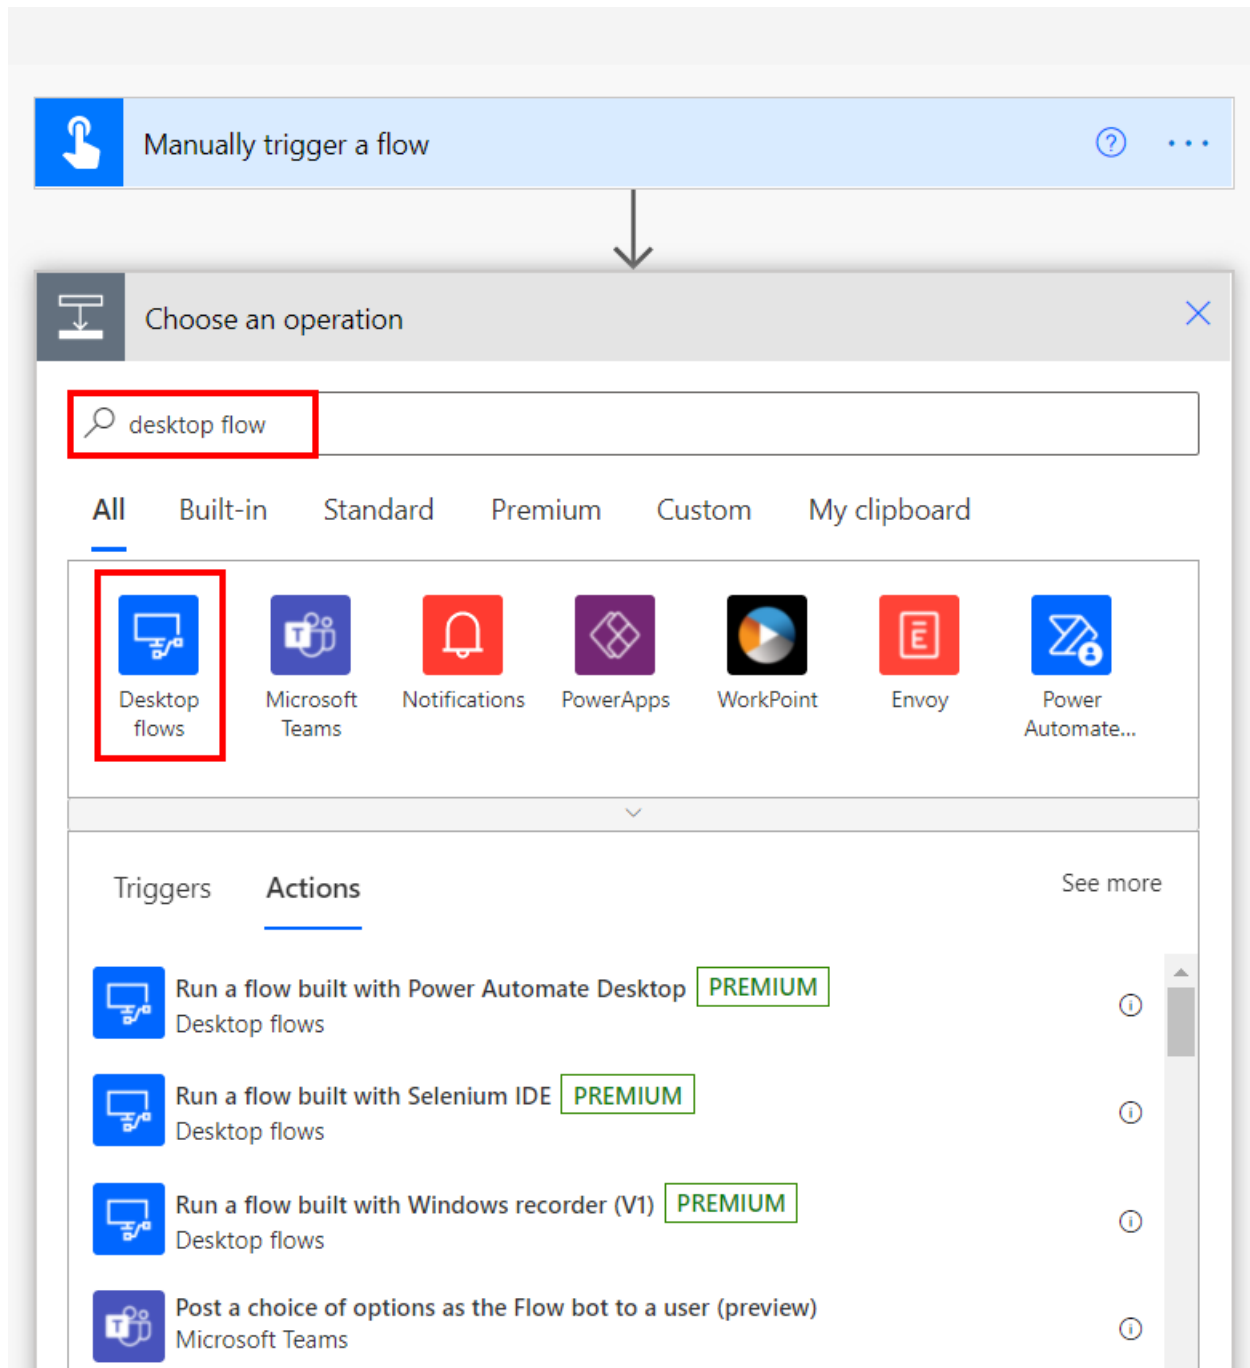 Manually trigger a flow
Choose an operation
desktop flow
All Built-in Standard Premium Custom My clipboard
Desktop flows
Microsoft Teams
Notifications
PowerApps
WorkPoint
Envoy
Power Automate...
Triggers Actions See more
Run a flow built with Power Automate Desktop PREMIUM
Desktop flows
Run a flow built with Selenium IDE PREMIUM
Desktop flows
Run a flow built with Windows recorder (V1) PREMIUM
Desktop flows
Post a choice of options as the Flow bot to a user (preview)
Microsoft Teams